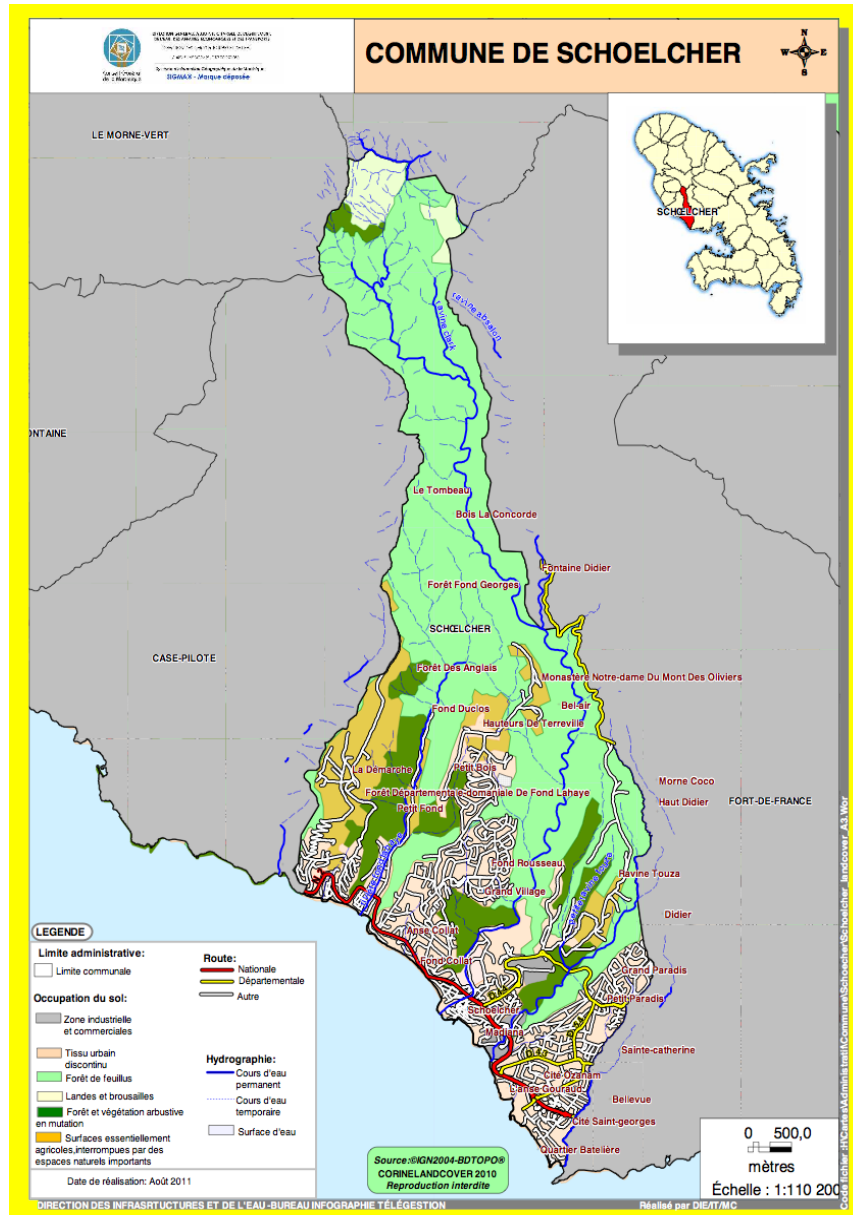 Conseil Général
de la Martinique
SIGMAN - Marque déposée
COMMUNE DE SCHOELCHER
N
W E
S
LE MORNE-VERT
SCHŒLCHER
ravine absalon
ravine clark
ONTAINE
Le Tombeau
Bois La Concorde
Fontaine Didier
Forêt Fond Georges
SCHŒLCHER
CASE-PILOTE
Forêt Des Anglais
Monastère Notre-dame Du Mont Des Oliviers
Fond Duclos
Bel-air
Hauteurs De Terreville
La Démarche
Petit Bois
Morne Coco
Forêt Départementale-domaniale De Fond Lahaye
Haut Didier
FORT-DE-FRANCE
Petit Fond
Fond Rousseau
Ravine Touza
Grand Village
Didier
Anse Collat
Fond Collat
Grand Paradis
Petit Paradis
Schoelcher
Madiana
Sainte-catherine
Cité Ozanam
L'anse Gouraud
Bellevue
Cité Saint-georges
Quartier Batelière
LEGENDE
Limite administrative:
Limite communale
Occupation du sol:
Zone industrielle
et commerciales
Tissu urbain
discontinu
Forêt de feuillus
Landes et brousailles
Forêt et végétation arbustive
en mutation
Surfaces essentiellement
agricoles,interrompues par des
espaces naturels importants
Route:
Nationale
Départementale
Autre
Hydrographie:
Cours d'eau
permanent
Cours d'eau
temporaire
Surface d'eau
Date de réalisation: Août 2011
Source:©IGN2004-BDTOPO®
CORINELANDCOVER 2010
Reproduction interdite
0 500,0
mètres
Échelle : 1:110 200
DIRECTION DES INFRASRTUCTURES ET DE L'EAU -BUREAU INFOGRAPHIE TÉLÉGESTION
Réalisé par DIE/IT/MC